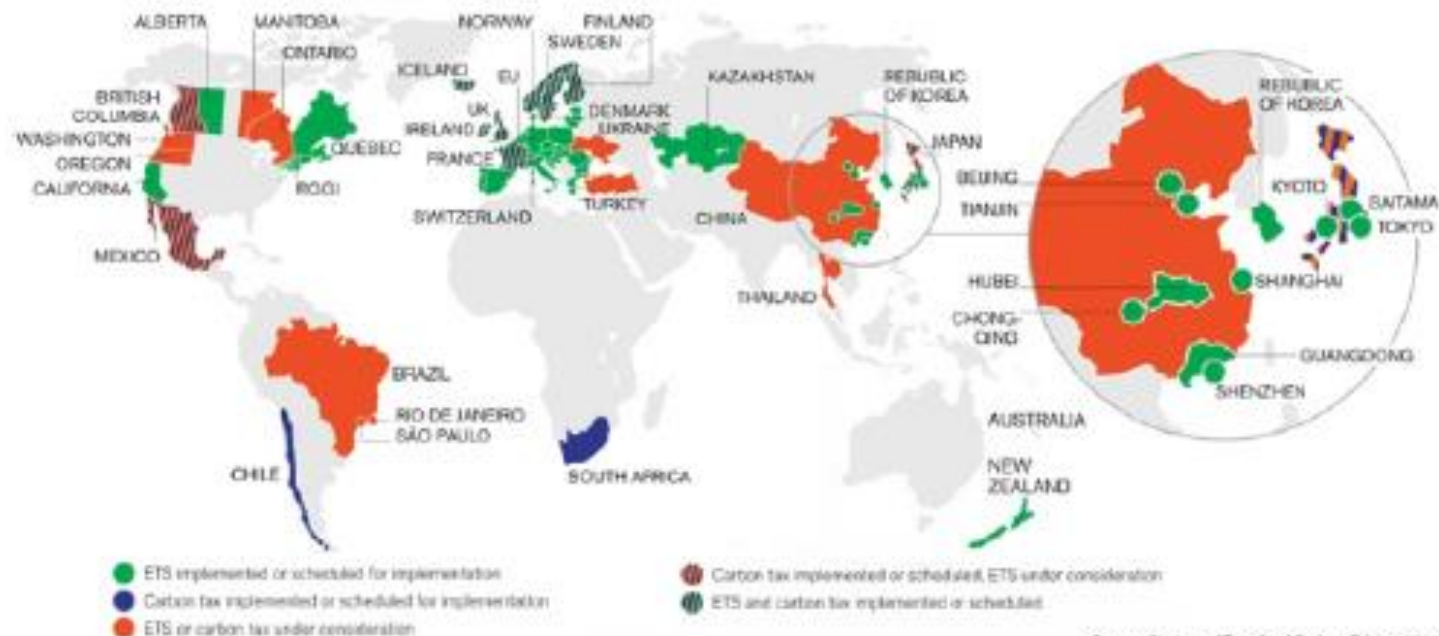 ALBERTA
MANITOBA
ONTARIO
NORWAY
FINLAND
SWEDEN
ICELAND
EU
KAZAKHSTAN
REPUBLIC
OF KOREA
BRITISH
COLUMBIA
UK
IRELAND
DENMARK
UKRAINE
WASHINGTON
OREGON
CALIFORNIA
QUEBEC
RGGI
FRANCE
JAPAN
SWITZERLAND
TURKEY
CHINA
MEXICO
THAILAND
BRAZIL
RIO DE JANEIRO
SÃO PAULO
CHILE
SOUTH AFRICA
AUSTRALIA
NEW
ZEALAND
REPUBLIC
OF KOREA
BEIJING
TIANJIN
KYOTO
SAITAMA
TOKYO
HUBEI
SHANGHAI
CHONG-
QING
GUANGDONG
SHENZHEN
ETS implemented or scheduled for implementation
Carbon tax implemented or scheduled for implementation
ETS or carbon tax under consideration
Carbon tax implemented or scheduled, ETS under consideration
ETS and carbon tax implemented or scheduled